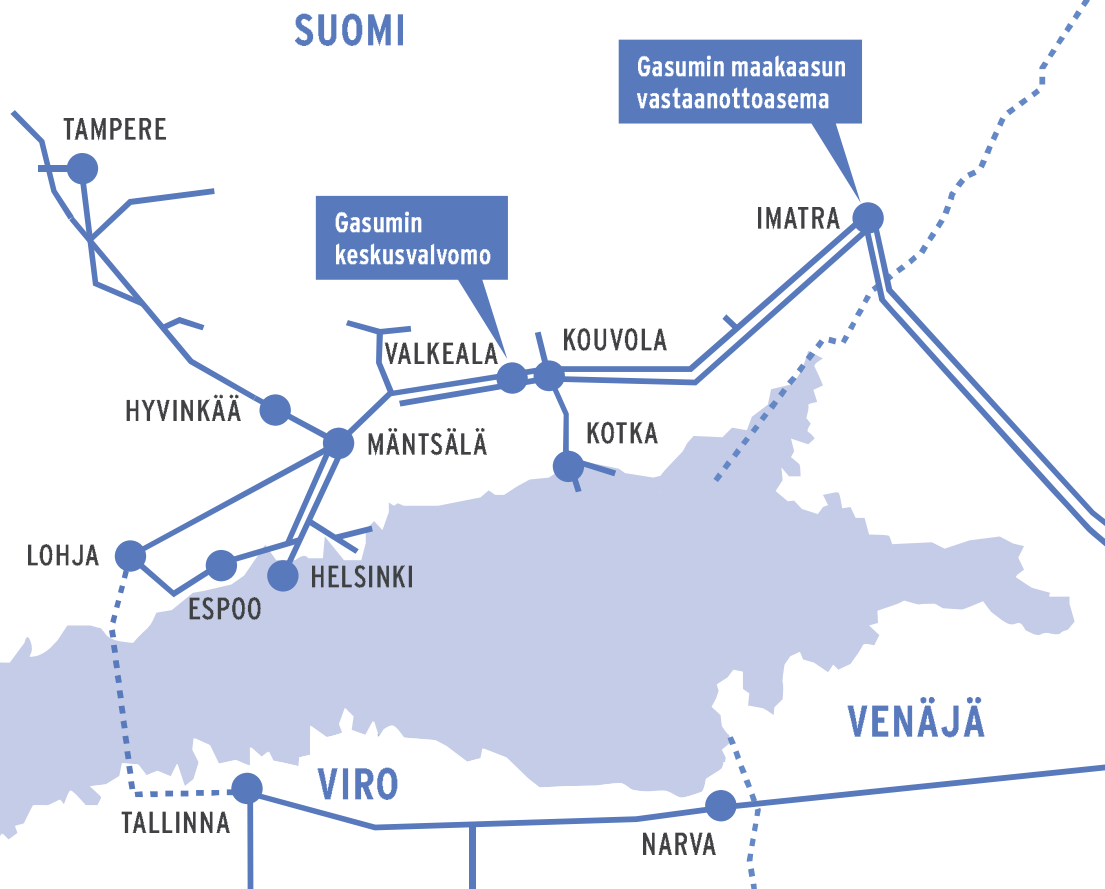 SUOMI
Gasumin maakaasun
vastaanottoasema
TAMPERE
IMATRA
Gasumin
keskusvalvomo
KOUVOLA
VALKEALA
HYVINKÄÄ
KOTKA
MÄNTSÄLÄ
LOHJA
HELSINKI
ESPOO
VENÄJÄ
VIRO
TALLINNA
NARVA